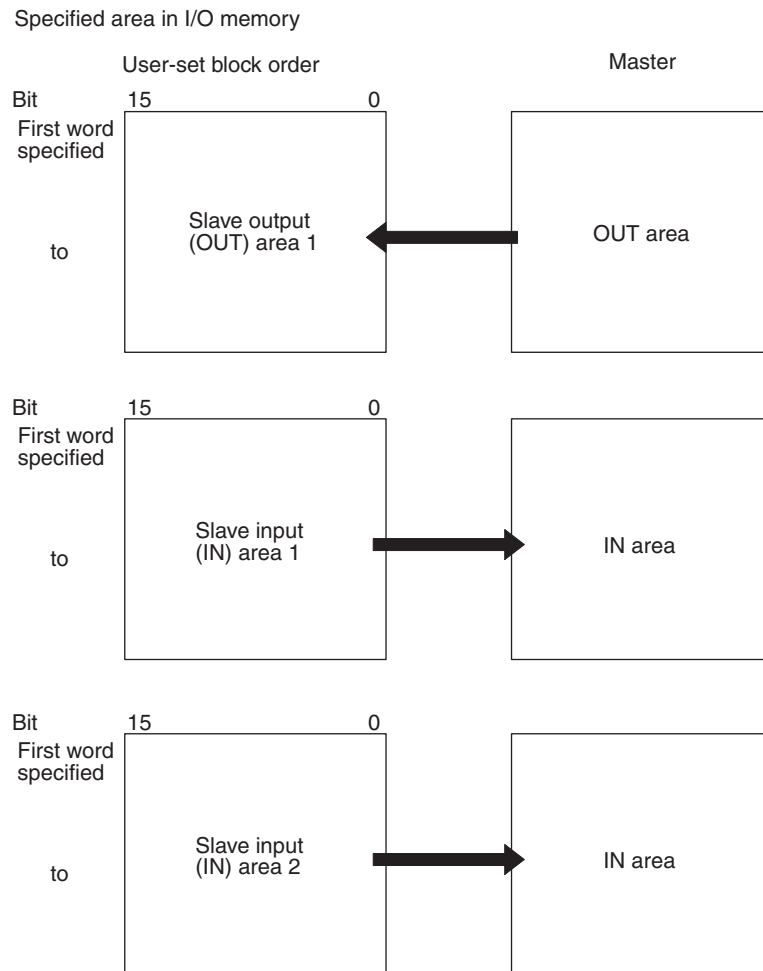 Specified area in I/O memory
User-set block order
Master
Bit 15 0
First word
specified
to
Slave output
(OUT) area 1
OUT area
Bit 15 0
First word
specified
to
Slave input
(IN) area 1
IN area
Bit 15 0
First word
specified
to
Slave input
(IN) area 2
IN area